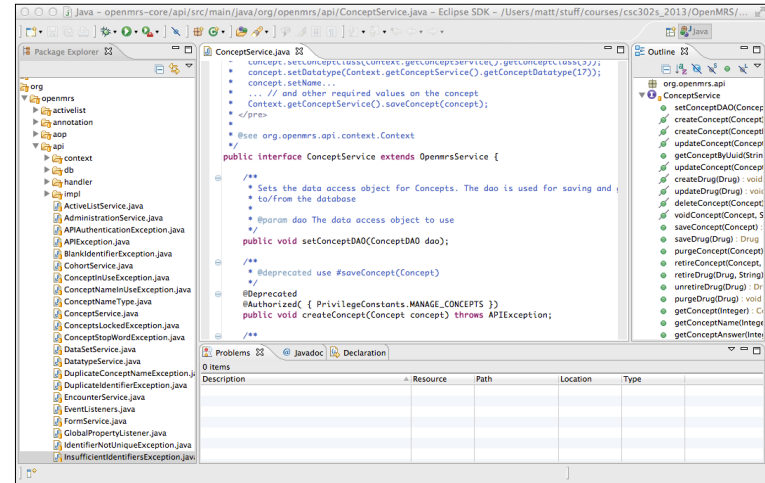 Java – openmrs-core/api/src/main/java/org/openmrs/api/ConceptService.java – Eclipse SDK – /Users/matt/stuff/courses/csc302s_2013/OpenMRS/...
Java
Package Explorer
org
openmrs
activelist
annotation
aop
api
context
db
handler
impl
ActiveListService.java
AdministrationService.java
APIAuthenticationException.java
APIException.java
BlankIdentifierException.java
CohortService.java
ConceptInUseException.java
ConceptNameInUseException.java
ConceptNameType.java
ConceptService.java
ConceptsLockedException.java
ConceptStopWordException.java
DataSetService.java
DatatypeService.java
DuplicateConceptNameException.j
DuplicateIdentifierException.java
EncounterService.java
EventListeners.java
FormService.java
GlobalPropertyListener.java
IdentifierNotUniqueException.java
InsufficientIdentifiersException.java
ConceptService.java
* concept.setConceptClass(Context.getConceptService().getConceptClass(3));
* concept.setDatatype(Context.getConceptService().getConceptDatatype(17));
* concept.setName...
* ... // and other required values on the concept
* Context.getConceptService().saveConcept(concept);
* </pre>
*
* @see org.openmrs.api.context.Context
*/
public interface ConceptService extends OpenmrsService {
/**
* Sets the data access object for Concepts. The dao is used for saving and
* to/from the database
*
* @param dao The data access object to use
*/
public void setConceptDAO(ConceptDAO dao);
/**
* @deprecated use #saveConcept(Concept)
*/
@Deprecated
@Authorized( { PrivilegeConstants.MANAGE_CONCEPTS })
public void createConcept(Concept concept) throws APIException;
/**
Outline
org.openmrs.api
ConceptService
setConceptDAO(Concep
createConcept(Concept)
createConcept(Concept
updateConcept(Concep
updateConcept(Concep
getConceptByUuid(Strin
createDrug(Drug) : void
updateDrug(Drug) : voic
deleteConcept(Concept)
voidConcept(Concept, S
saveConcept(Concept) :
saveDrug(Drug) : Drug
purgeConcept(Concept)
retireConcept(Concept,
retireDrug(Drug, String)
unretireDrug(Drug) : Dr
purgeDrug(Drug) : void
getConcept(Integer) : C
getConceptName(Intege
getConceptAnswer(Inte
Problems
Javadoc
Declaration
0 items
Description Resource Path Location Type